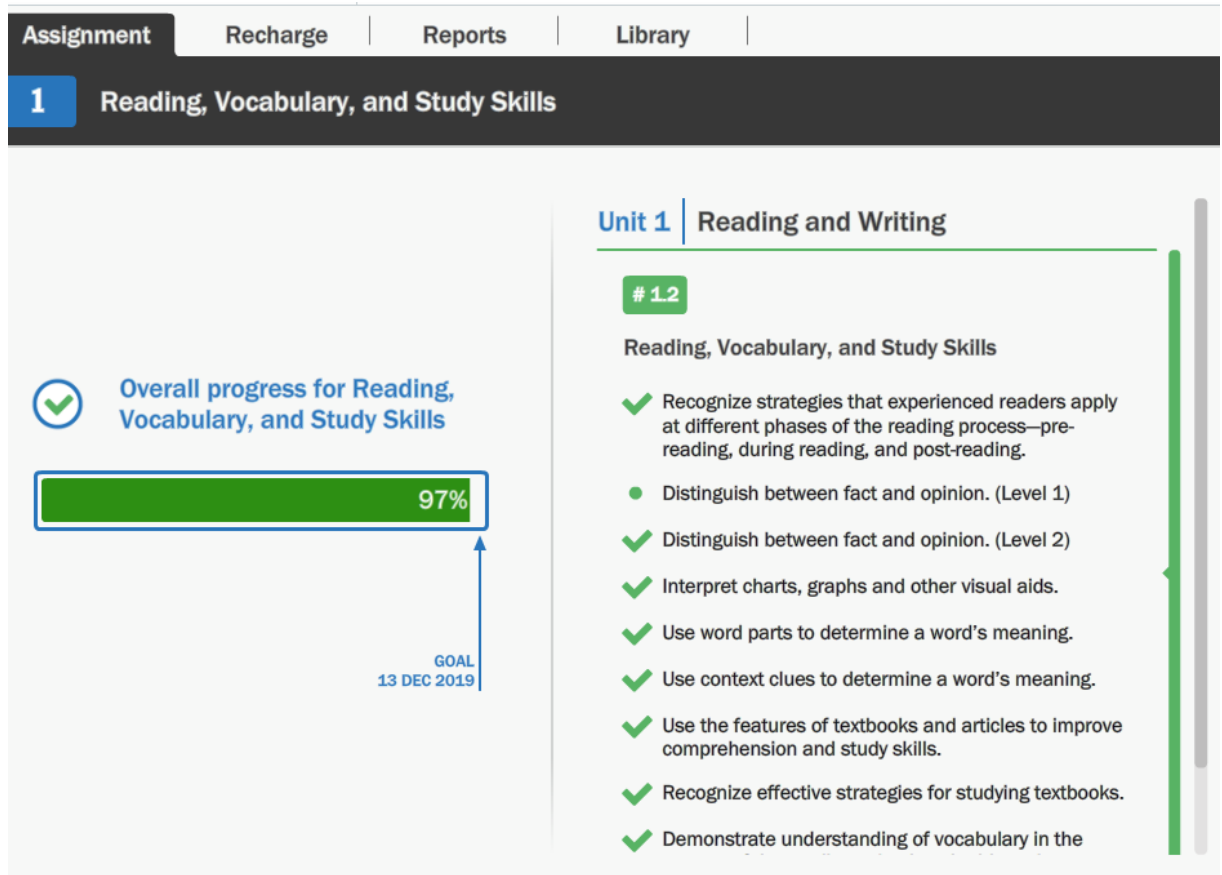 Assignment
Recharge
Reports
Library
1
Reading, Vocabulary, and Study Skills
Overall progress for Reading,
Vocabulary, and Study Skills
97%
GOAL
13 DEC 2019
Unit 1
Reading and Writing
# 1.2
Reading, Vocabulary, and Study Skills
Recognize strategies that experienced readers apply
at different phases of the reading process—pre-
reading, during reading, and post-reading.
Distinguish between fact and opinion. (Level 1)
Distinguish between fact and opinion. (Level 2)
Interpret charts, graphs and other visual aids.
Use word parts to determine a word's meaning.
Use context clues to determine a word's meaning.
Use the features of textbooks and articles to improve
comprehension and study skills.
Recognize effective strategies for studying textbooks.
Demonstrate understanding of vocabulary in the